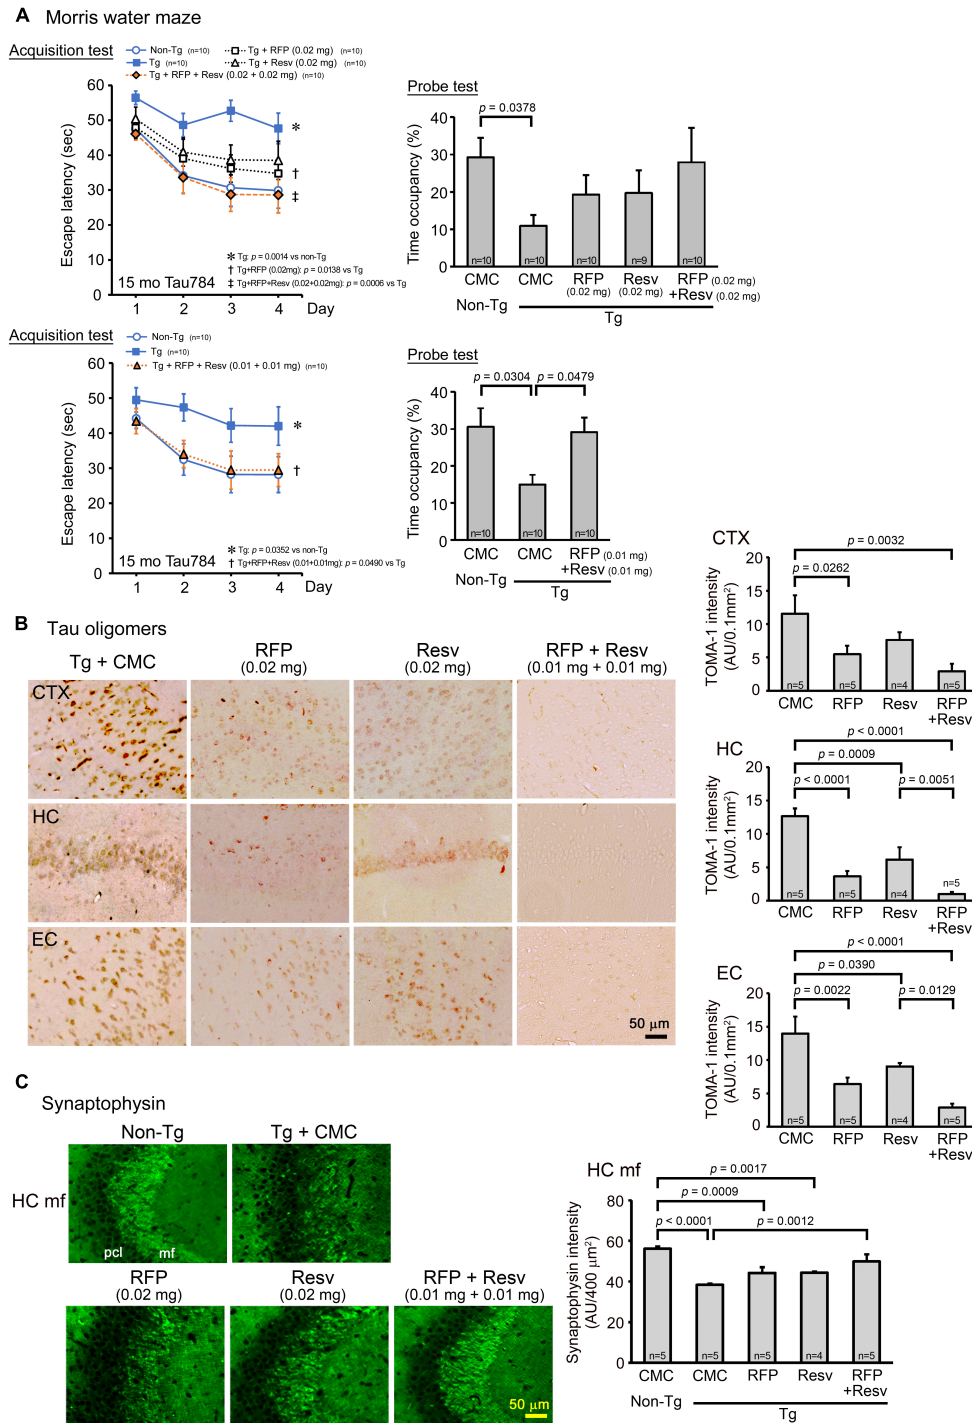 A Morris water maze
Acquisition test
Non-Tg (n=10)
Tg + RFP (0.02 mg) (n=10)
Tg (n=10)
Tg + Resv (0.02 mg) (n=10)
Tg + RFP + Resv (0.02 + 0.02 mg) (n=10)
Escape latency (sec)
60
50
40
30
20
10
0
*
†
‡
* Tg: p = 0.0014 vs non-Tg
† Tg+RFP (0.02mg): p = 0.0138 vs Tg
‡ Tg+RFP+Resv (0.02+0.02mg): p = 0.0006 vs Tg
15 mo Tau784
1 2 3 4 Day
Probe test
p = 0.0378
Time occupancy (%)
40
30
20
10
0
n=10 n=10 n=10 n=9 n=10
CMC CMC RFP (0.02 mg) Resv (0.02 mg) RFP +Resv (0.02 mg) (0.02 mg)
Non-Tg Tg
Acquisition test
Non-Tg (n=10)
Tg (n=10)
Tg + RFP + Resv (0.01 + 0.01 mg) (n=10)
Escape latency (sec)
60
50
40
30
20
10
0
*
†
* Tg: p = 0.0352 vs non-Tg
† Tg+RFP+Resv (0.01+0.01mg): p = 0.0490 vs Tg
15 mo Tau784
1 2 3 4 Day
Probe test
p = 0.0304 p = 0.0479
Time occupancy (%)
40
30
20
10
0
n=10 n=10 n=10
CMC CMC RFP +Resv (0.01 mg) (0.01 mg)
Non-Tg Tg
B Tau oligomers
Tg + CMC
RFP
(0.02 mg)
Resv
(0.02 mg)
RFP + Resv
(0.01 mg + 0.01 mg)
CTX
HC
EC
50 µm
CTX
p = 0.0032
p = 0.0262
TOMA-1 intensity
(AU/0.1mm²)
20
15
10
5
0
n=5 n=5 n=4 n=5
CMC RFP Resv RFP
+Resv
HC
p < 0.0001
p = 0.0009
p < 0.0001 p = 0.0051
TOMA-1 intensity
(AU/0.1mm²)
20
15
10
5
0
n=5 n=5 n=4 n=5
CMC RFP Resv RFP
+Resv
EC
p < 0.0001
p = 0.0390
p = 0.0022 p = 0.0129
TOMA-1 intensity
(AU/0.1mm²)
20
15
10
5
0
n=5 n=5 n=4 n=5
CMC RFP Resv RFP
+Resv
C
Synaptophysin
Non-Tg Tg + CMC
HC mf
pcl mf
RFP
(0.02 mg)
Resv
(0.02 mg)
RFP + Resv
(0.01 mg + 0.01 mg)
50 µm
HC mf
p = 0.0017
p = 0.0009
p < 0.0001 p = 0.0012
Synaptophysin intensity
(AU/400 µm²)
80
60
40
20
0
n=5 n=5 n=5 n=4 n=5
CMC CMC RFP Resv RFP
+Resv
Non-Tg Tg